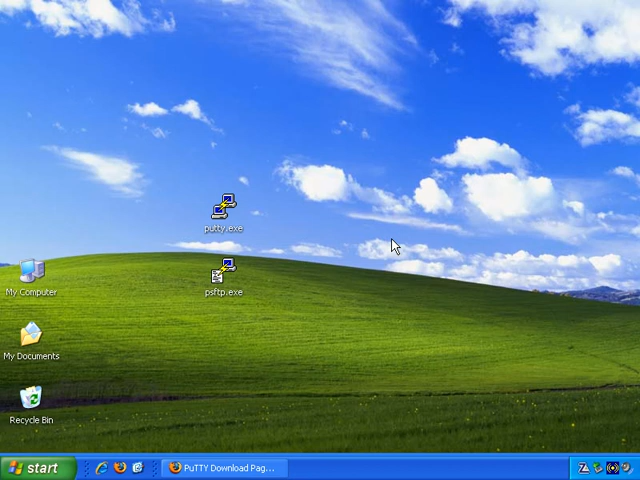 putty.exe
psftp.exe
My Computer
My Documents
Recycle Bin
start
PuTTY Download Pag...